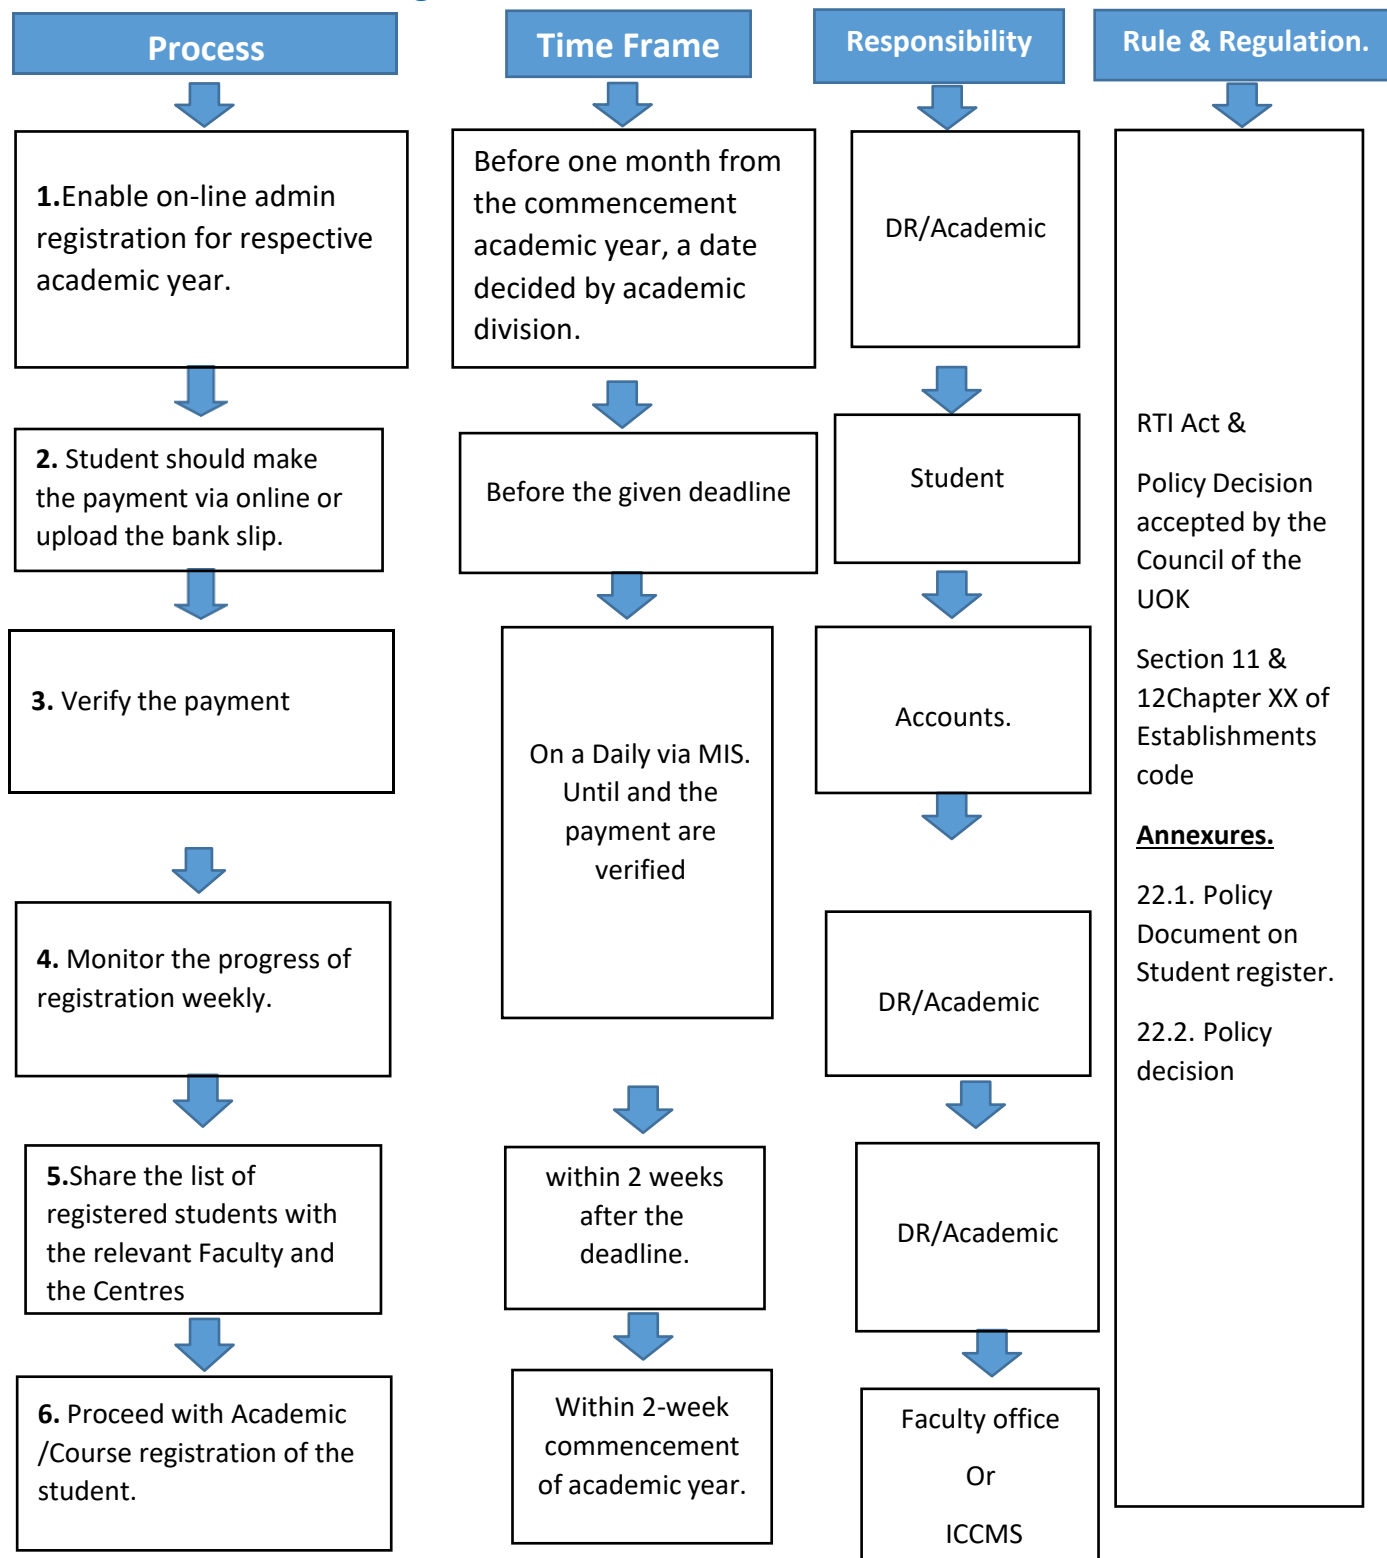 Process
1.Enable on-line admin
registration for respective
academic year.
2. Student should make
the payment via online or
upload the bank slip.
3. Verify the payment
4. Monitor the progress of
registration weekly.
5.Share the list of
registered students with
the relevant Faculty and
the Centres
6. Proceed with Academic
/Course registration of the
student.
Time Frame
Before one month from
the commencement
academic year, a date
decided by academic
division.
Before the given deadline
On a Daily via MIS.
Until and the
payment are
verified
within 2 weeks
after the
deadline.
Within 2-week
commencement
of academic year.
Responsibility
DR/Academic
Student
Accounts.
DR/Academic
DR/Academic
Faculty office
Or
ICCMS
Rule & Regulation.
RTI Act &
Policy Decision
accepted by the
Council of the
UOK
Section 11 &
12Chapter XX of
Establishments
code
Annexures.
22.1. Policy
Document on
Student register.
22.2. Policy
decision